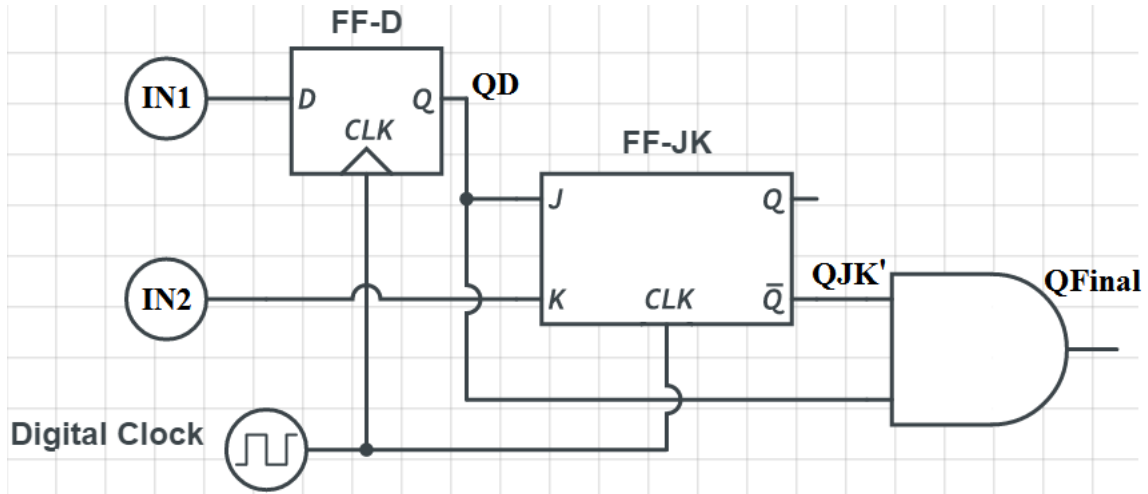 FF-D
IN1
D
Q
QD
CLK
FF-JK
J
Q
IN2
K
CLK
Q̅
QJK'
QFinal
Digital Clock